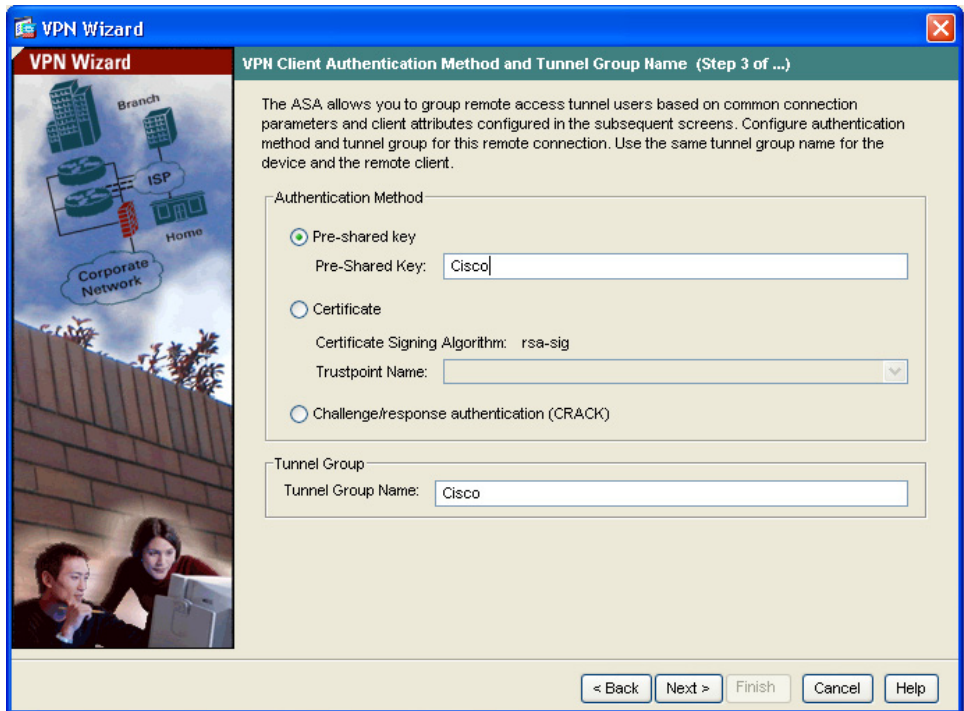 VPN Wizard
VPN Wizard
Branch
ISP
Home
Corporate
Network
VPN Client Authentication Method and Tunnel Group Name (Step 3 of ...)
The ASA allows you to group remote access tunnel users based on common connection
parameters and client attributes configured in the subsequent screens. Configure authentication
method and tunnel group for this remote connection. Use the same tunnel group name for the
device and the remote client.
Authentication Method
Pre-shared key
Pre-Shared Key: Cisco
Certificate
Certificate Signing Algorithm: rsa-sig
Trustpoint Name:
Challenge/response authentication (CRACK)
Tunnel Group
Tunnel Group Name: Cisco
< Back Next > Finish Cancel Help